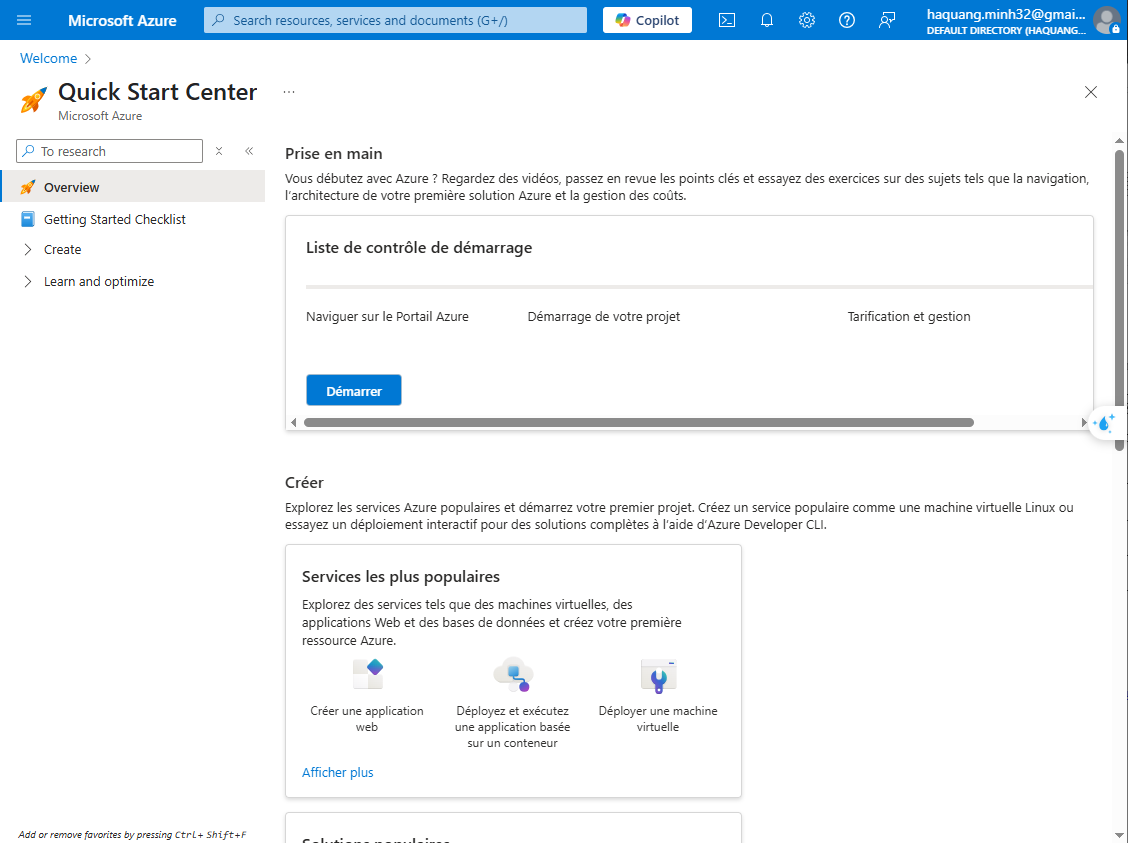 Microsoft Azure
Search resources, services and documents (G+/)
Copilot
haquang.minh32@gmai...
DEFAULT DIRECTORY (HAQUANG....
Welcome
Quick Start Center
...
Microsoft Azure
To research
Overview
Getting Started Checklist
Create
Learn and optimize
Prise en main
Vous débutez avec Azure ? Regardez des vidéos, passez en revue les points clés et essayez des exercices sur des sujets tels que la navigation,
l’architecture de votre première solution Azure et la gestion des coûts.
Liste de contrôle de démarrage
Naviguer sur le Portail Azure
Démarrage de votre projet
Tarification et gestion
Démarrer
Créer
Explorez les services Azure populaires et démarrez votre premier projet. Créez un service populaire comme une machine virtuelle Linux ou
essayez un déploiement interactif pour des solutions complètes à l’aide d’Azure Developer CLI.
Services les plus populaires
Explorez des services tels que des machines virtuelles, des
applications Web et des bases de données et créez votre première
ressource Azure.
Créer une application
web
Déployez et exécutez
une application basée
sur un conteneur
Déployer une machine
virtuelle
Afficher plus
Solutions populaires
Add or remove favorites by pressing Ctrl+ Shift+F